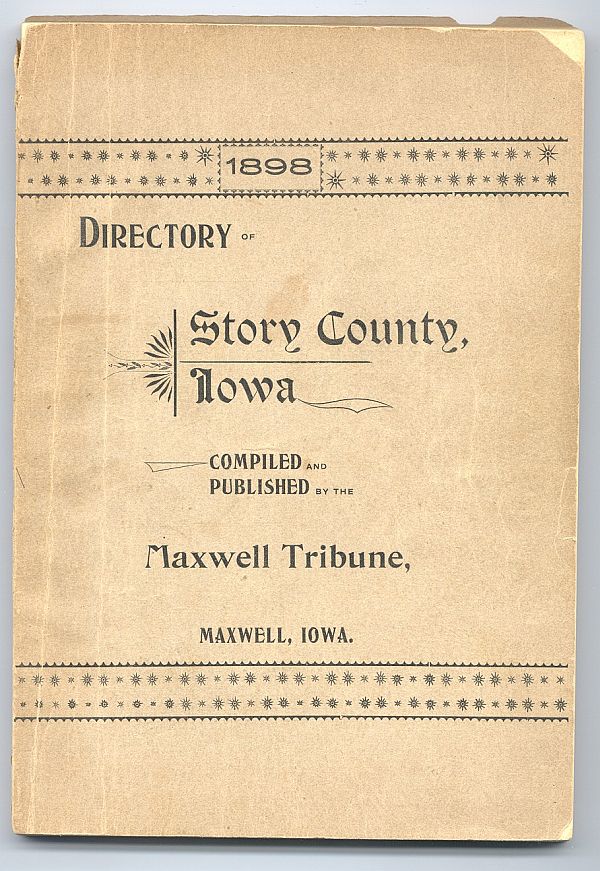 1898
DIRECTORY OF
Story County,
Iowa
COMPILED AND
PUBLISHED BY THE
Maxwell Tribune,
MAXWELL, IOWA.